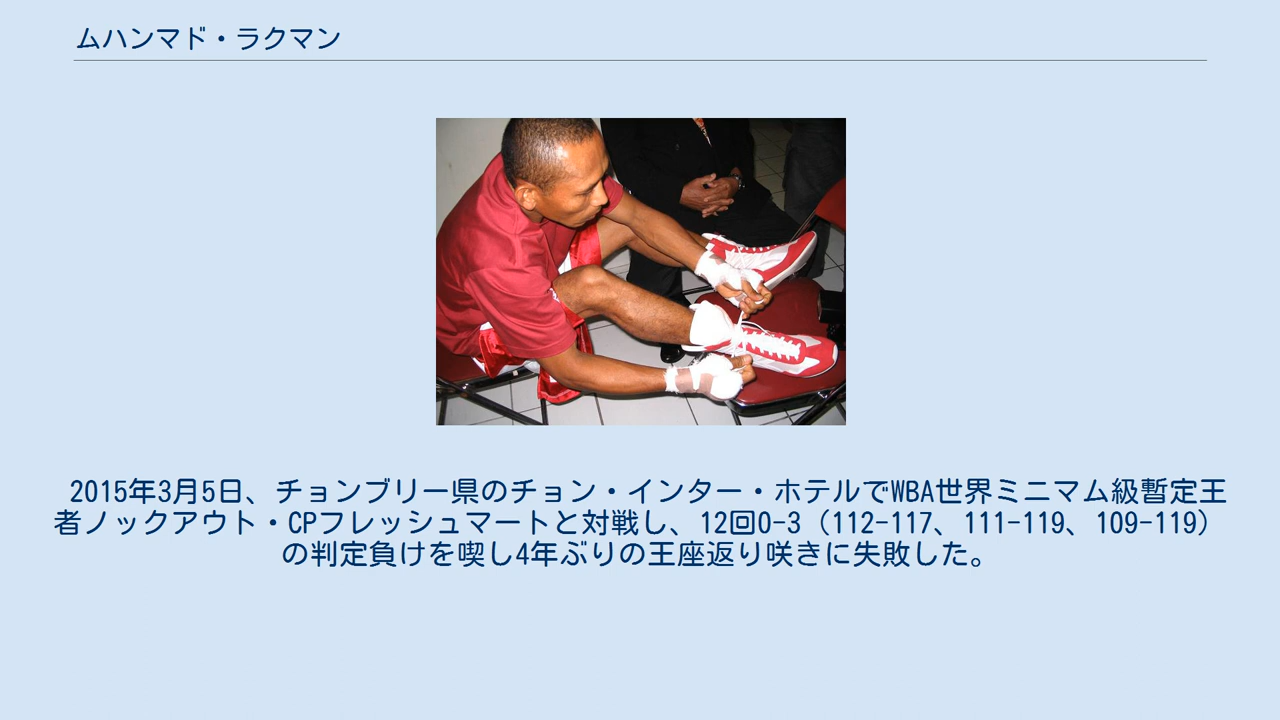 ムハンマド・ラクマン
2015年3月5日、チョンブリー県のチョン・インター・ホテルでWBA世界ミニマム級暫定王
者ノックアウト・CPフレッシュマートと対戦し、12回0-3（112-117、111-119、109-119）
の判定負けを喫し4年ぶりの王座返り咲きに失敗した。